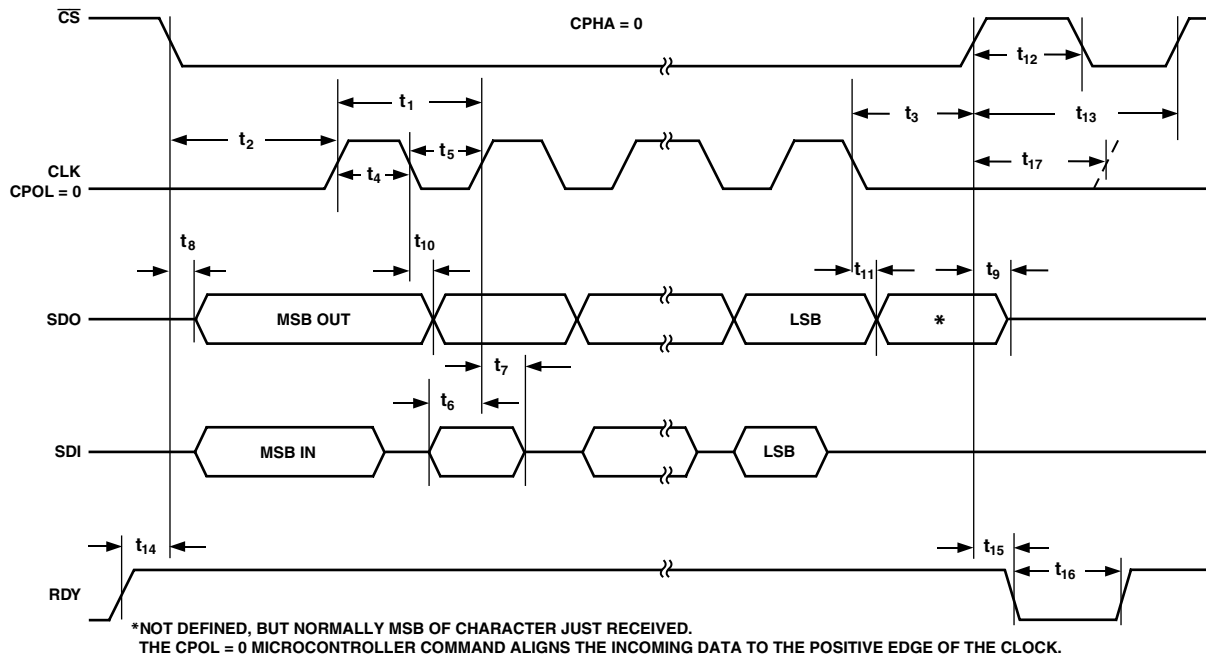 CS
CPHA = 0
t12
t1
t3
t13
t2
t5
t17
CLK
CPOL = 0
t4
t8
t10
t11
t9
SDO
MSB OUT
LSB
*
t7
t6
SDI
MSB IN
LSB
t14
t15
t16
RDY
*NOT DEFINED, BUT NORMALLY MSB OF CHARACTER JUST RECEIVED.
THE CPOL = 0 MICROCONTROLLER COMMAND ALIGNS THE INCOMING DATA TO THE POSITIVE EDGE OF THE CLOCK.